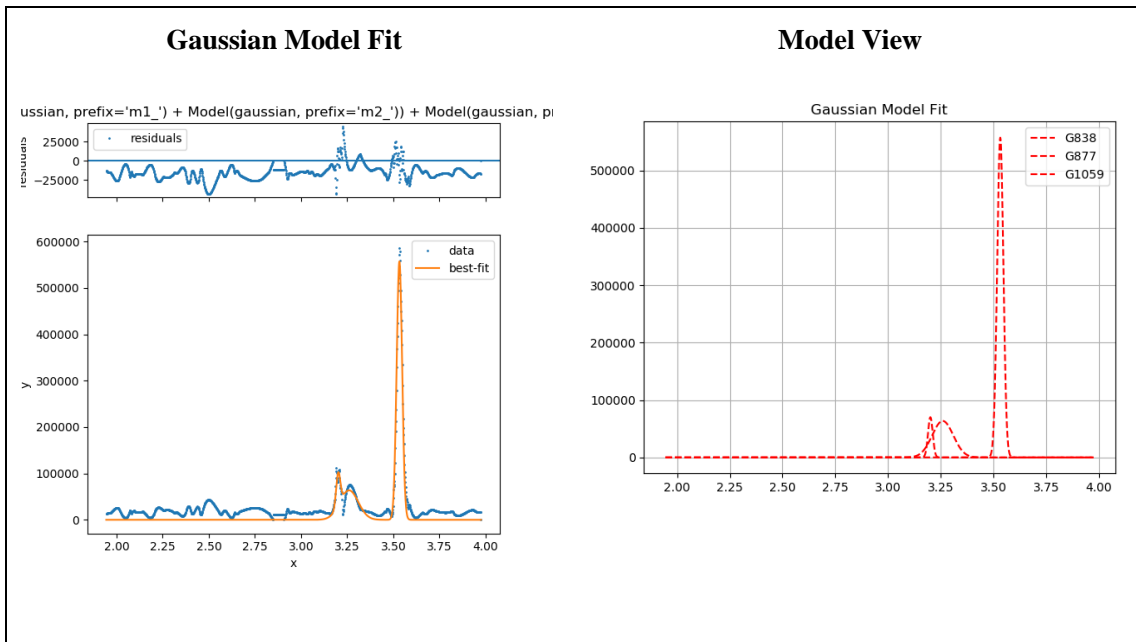 Gaussian Model Fit
Model View
ussian, prefix='m1_') + Model(gaussian, prefix='m2_')) + Model(gaussian, p
residuals
25000
0
−25000
residuals
600000
500000
400000
300000
200000
100000
0
y
data
best-fit
2.00 2.25 2.50 2.75 3.00 3.25 3.50 3.75 4.00
x
Gaussian Model Fit
G838
G877
G1059
500000
400000
300000
200000
100000
0
2.00 2.25 2.50 2.75 3.00 3.25 3.50 3.75 4.00